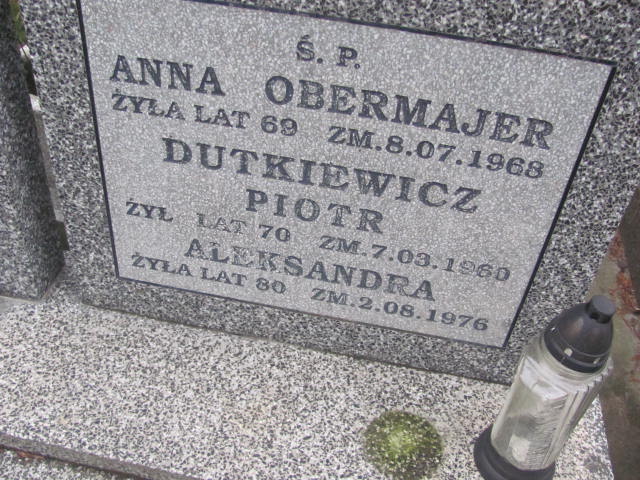 Ś. P.
ANNA OBERMAJER
ŻYŁA LAT 69 ZM. 8.07.1968
DUTKIEWICZ
PIOTR
ŻYŁ LAT 70 ZM. 7.03.1960
ALEKSANDRA
ŻYŁA LAT 80 ZM. 2.08.1976